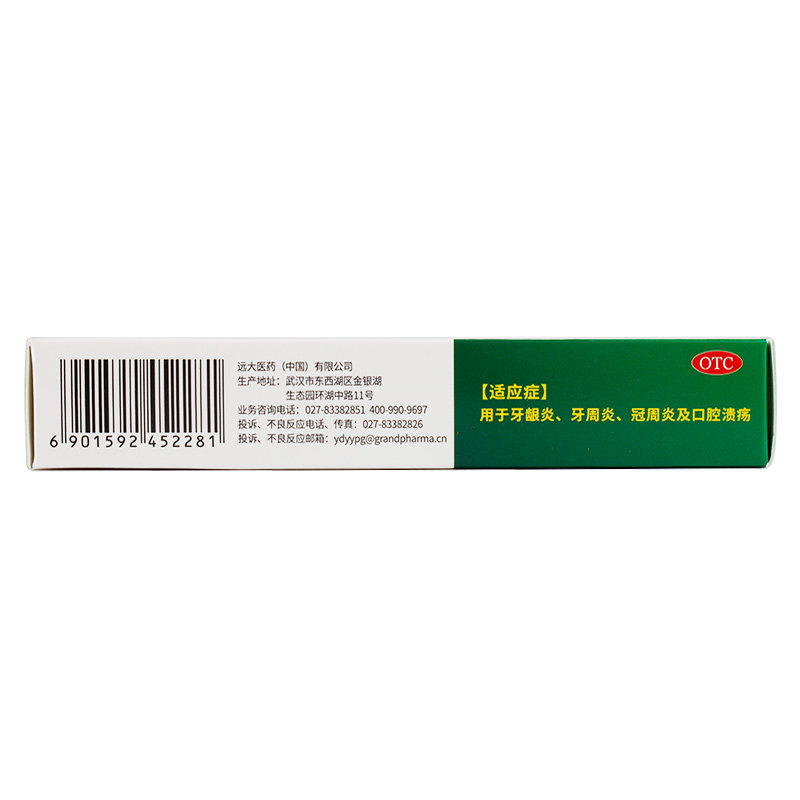 6 901592 452281
远大医药（中国）有限公司
生产地址：武汉市东西湖区金银湖
生态园环湖中路11号
业务咨询电话：027-83382851 400-990-9697
投诉、不良反应电话、传真：027-83382826
投诉、不良反应邮箱：ydyypg@grandpharma.cn
OTC
【适应症】
用于牙龈炎、牙周炎、冠周炎及口腔溃疡